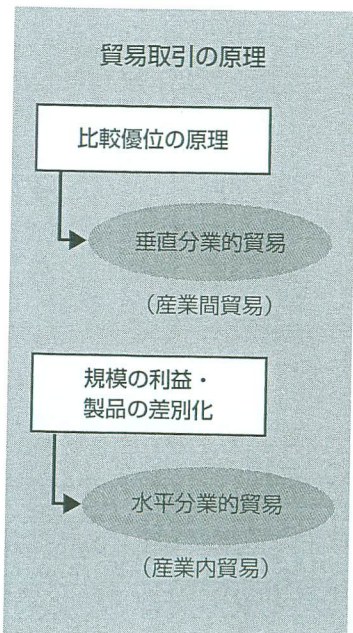 貿易取引の原理
比較優位の原理
垂直分業的貿易
(産業間貿易)
規模の利益・
製品の差別化
水平分業的貿易
(産業内貿易)